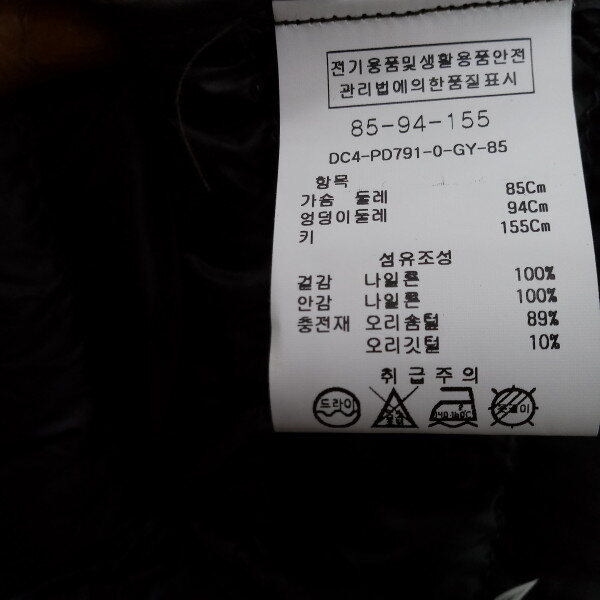 전기용품및생활용품안전
관리법에의한품질표시
85-94-155
DC4-PD791-0-GY-85
항목
가슴 둘레 85Cm
엉덩이둘레 94Cm
키 155Cm
섬유조성
겉감 나일론 100%
안감 나일론 100%
충전재 오리솜털 89%
오리깃털 10%
취급주의
드라이